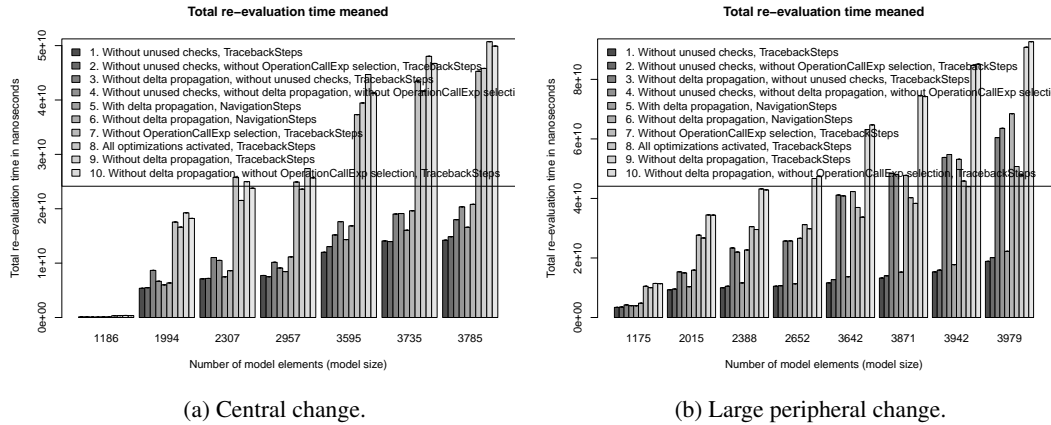 Total re-evaluation time meaned
Total re-evaluation time in nanoseconds
0e+00
1e+10
2e+10
3e+10
4e+10
5e+10
1. Without unused checks, TracebackSteps
2. Without unused checks, without OperationCallExp selection, TracebackSteps
3. Without delta propagation, without unused checks, TracebackSteps
4. Without unused checks, without delta propagation, without OperationCallExp selecti
5. With delta propagation, NavigationSteps
6. Without delta propagation, NavigationSteps
7. Without OperationCallExp selection, TracebackSteps
8. All optimizations activated, TracebackSteps
9. Without delta propagation, TracebackSteps
10. Without delta propagation, without OperationCallExp selection, TracebackSteps
1186 1994 2307 2957 3595 3735 3785
Number of model elements (model size)
(a) Central change.
Total re-evaluation time meaned
Total re-evaluation time in nanoseconds
0e+00
2e+10
4e+10
6e+10
8e+10
1. Without unused checks, TracebackSteps
2. Without unused checks, without OperationCallExp selection, TracebackSteps
3. Without delta propagation, without unused checks, TracebackSteps
4. Without unused checks, without delta propagation, without OperationCallExp selecti
5. With delta propagation, NavigationSteps
6. Without delta propagation, NavigationSteps
7. Without OperationCallExp selection, TracebackSteps
8. All optimizations activated, TracebackSteps
9. Without delta propagation, TracebackSteps
10. Without delta propagation, without OperationCallExp selection, TracebackSteps
1175 2015 2388 2652 3642 3871 3942 3979
Number of model elements (model size)
(b) Large peripheral change.